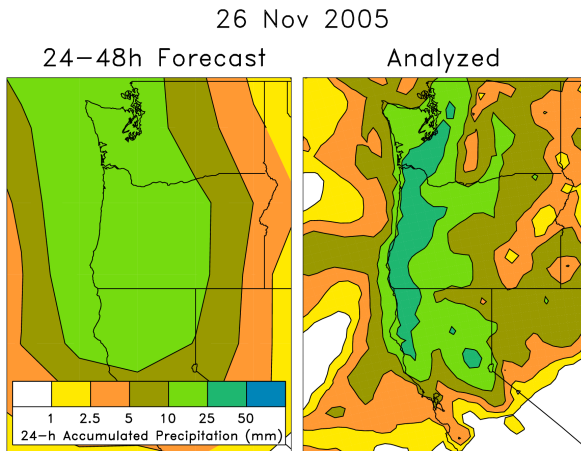 26 Nov 2005
24-48h Forecast
Analyzed
1 2.5 5 10 25 50
24-h Accumulated Precipitation (mm)